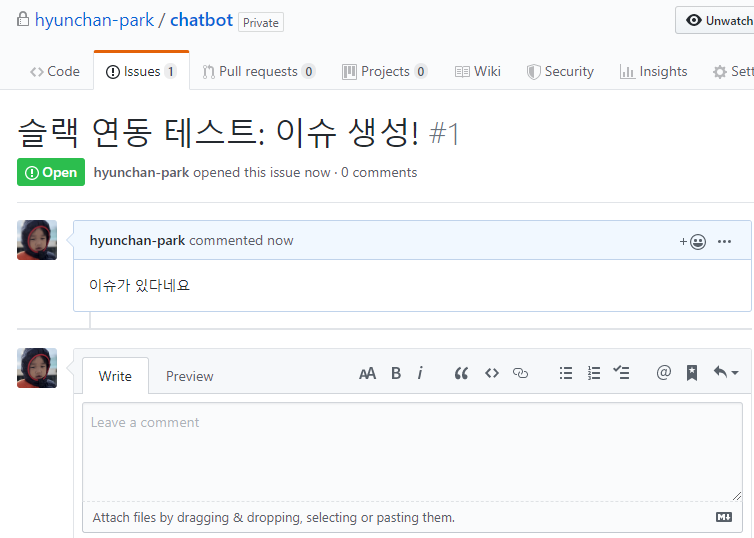 hyunchan-park / chatbot Private Unwatch
Code Issues 1 Pull requests 0 Projects 0 Wiki Security Insights Sett
슬랙 연동 테스트: 이슈 생성! #1
Open hyunchan-park opened this issue now · 0 comments
hyunchan-park commented now
이슈가 있다네요
Write Preview AA B i @
Leave a comment
Attach files by dragging & dropping, selecting or pasting them.